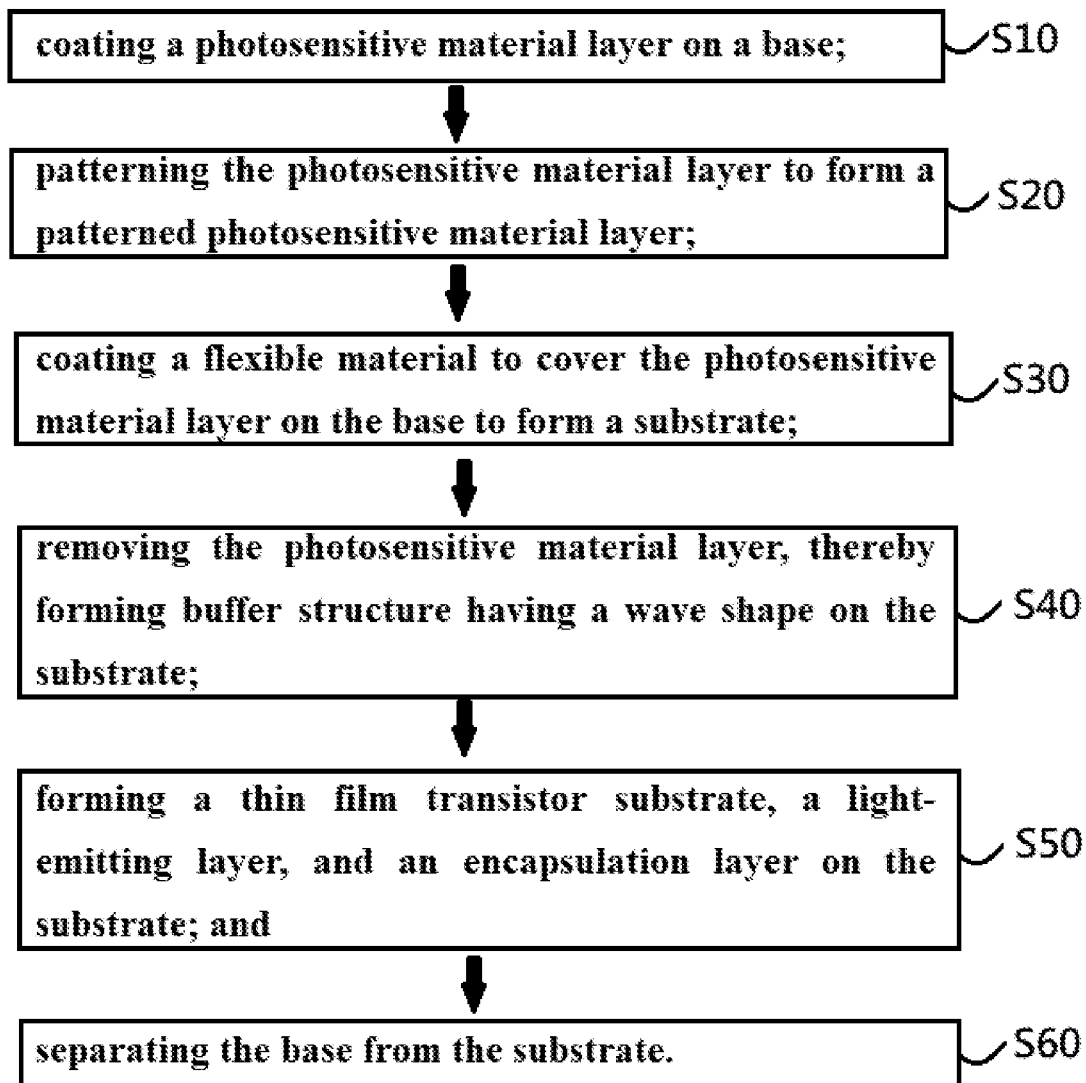 coating a photosensitive material layer on a base;
S10
patterning the photosensitive material layer to form a
patterned photosensitive material layer;
S20
coating a flexible material to cover the photosensitive
material layer on the base to form a substrate;
S30
removing the photosensitive material layer, thereby
forming buffer structure having a wave shape on the
substrate;
S40
forming a thin film transistor substrate, a light-
emitting layer, and an encapsulation layer on the
substrate; and
S50
separating the base from the substrate.
S60